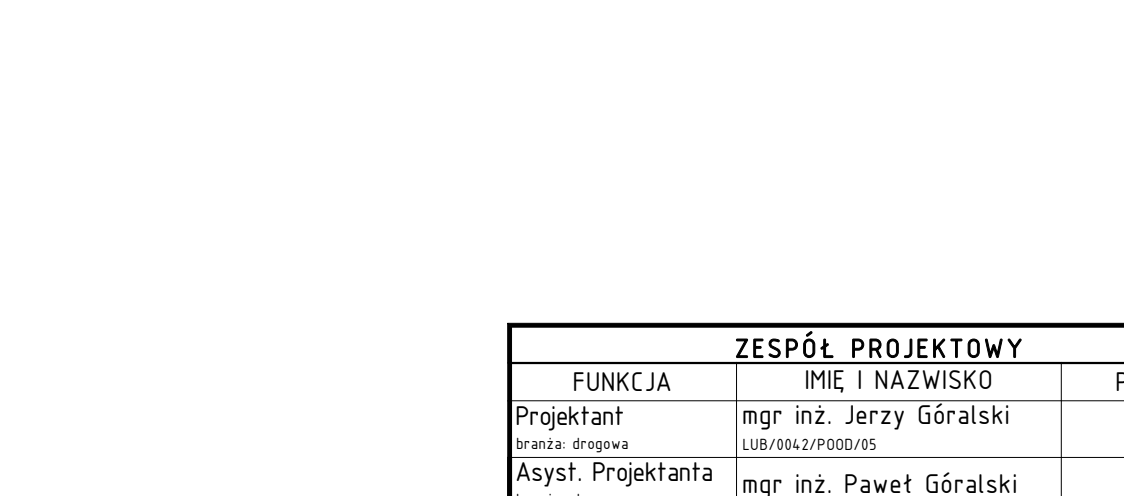 ZESPÓŁ PROJEKTOWY
FUNKCJA IMIĘ I NAZWISKO
Projektant mgr inż. Jerzy Góralski
branża: drogowa LUB/0042/POOD/05
Asyst. Projektanta mgr inż. Paweł Góralski